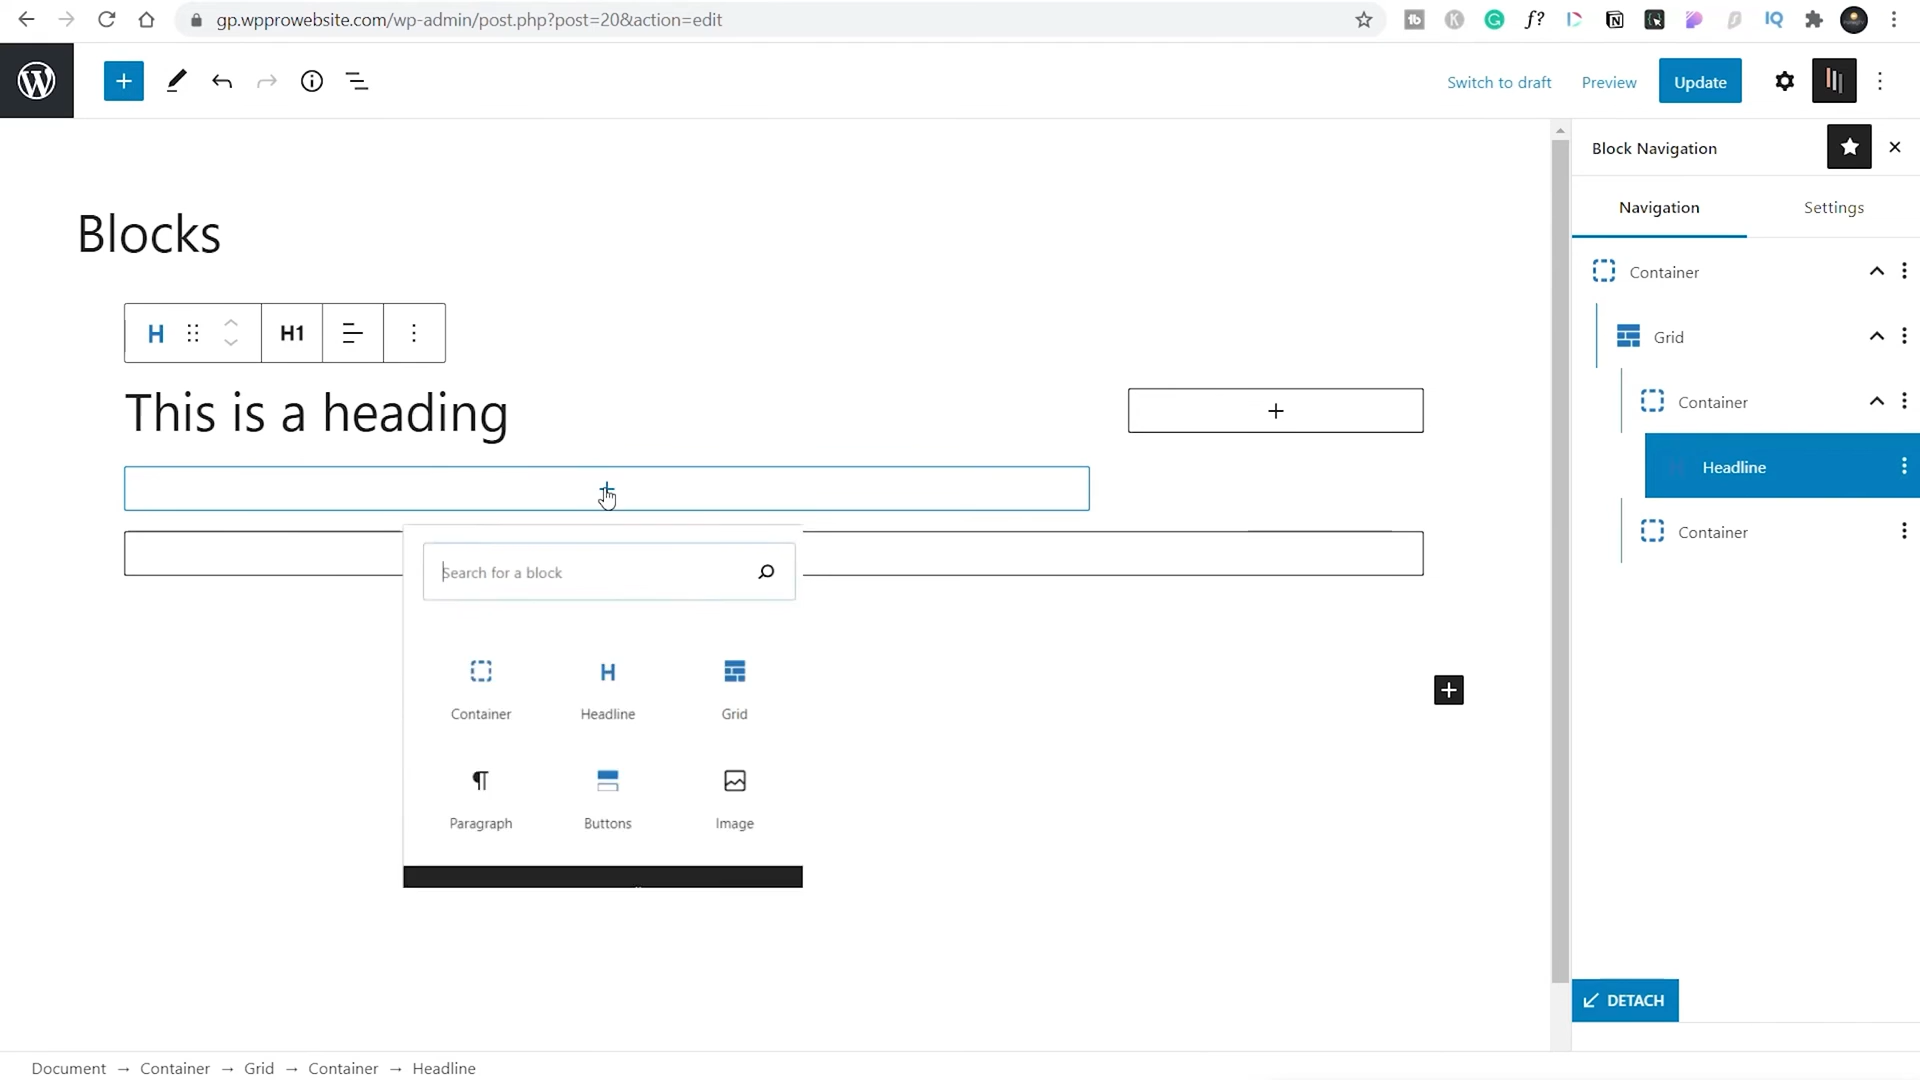 gp.wpprowebsite.com/wp-admin/post.php?post=20&action=edit
Switch to draft
Preview
Update
Block Navigation
Navigation
Settings
Blocks
H1
This is a heading
Search for a block
Container
Headline
Grid
Paragraph
Buttons
Image
Container
Grid
Container
Headline
Container
DETACH
Document → Container → Grid → Container → Headline